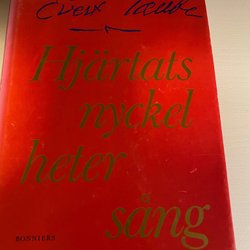 Evert Taube
Hjärtats
nyckel
heter
sång
BONNIERS